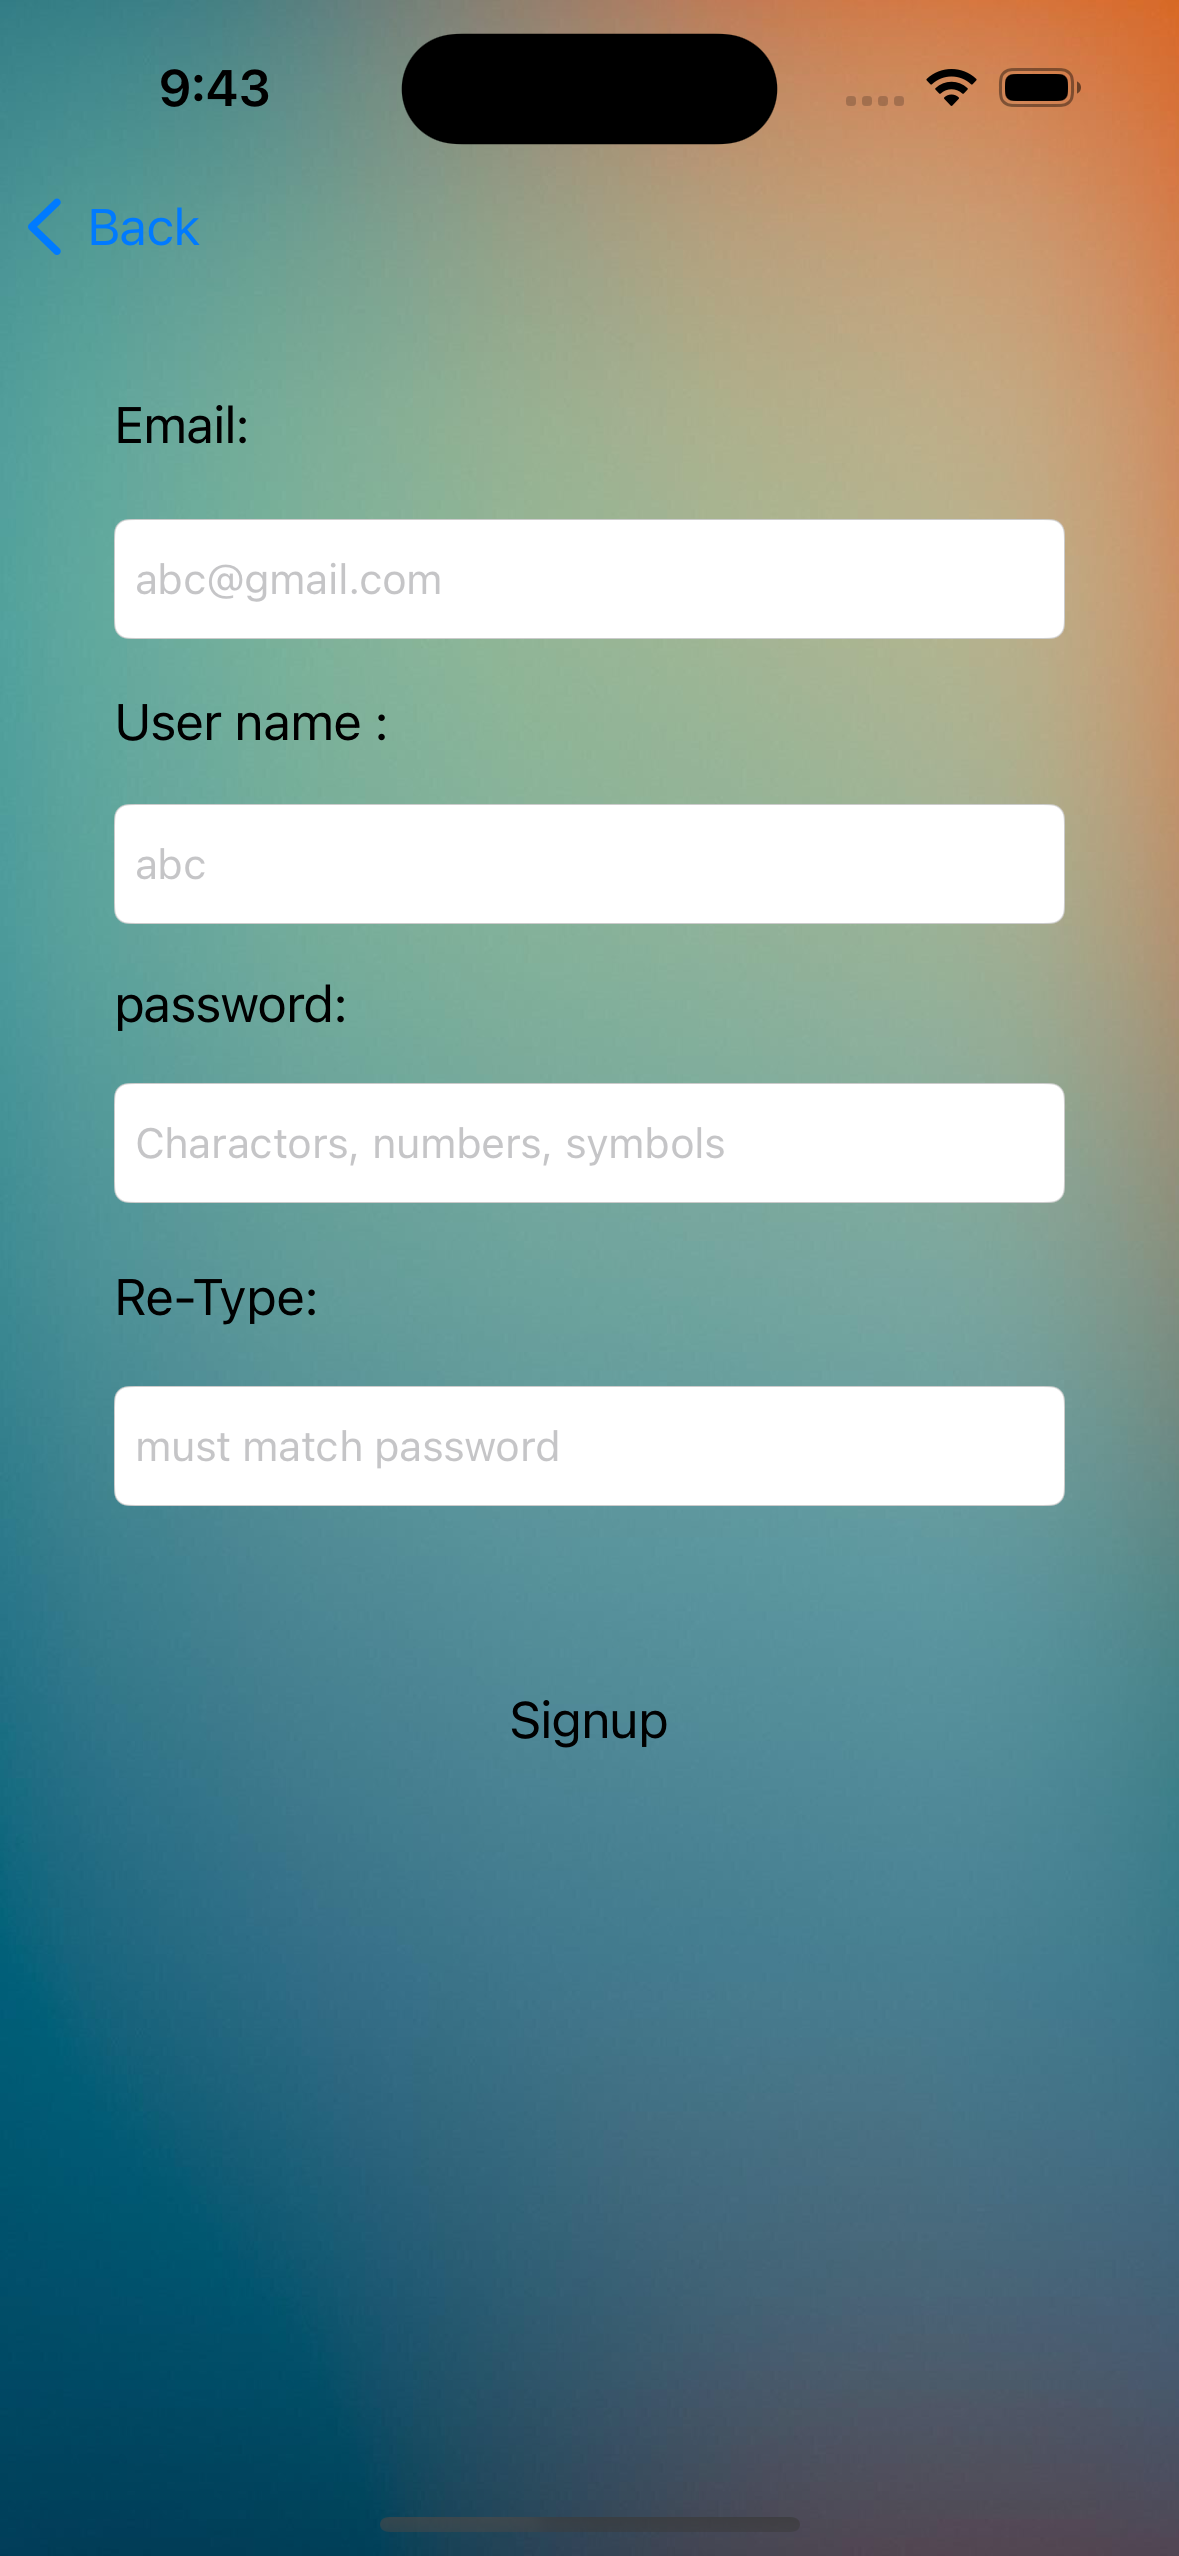 9:43
Back
Email:
abc@gmail.com
User name :
abc
password:
Charactors, numbers, symbols
Re-Type:
must match password
Signup